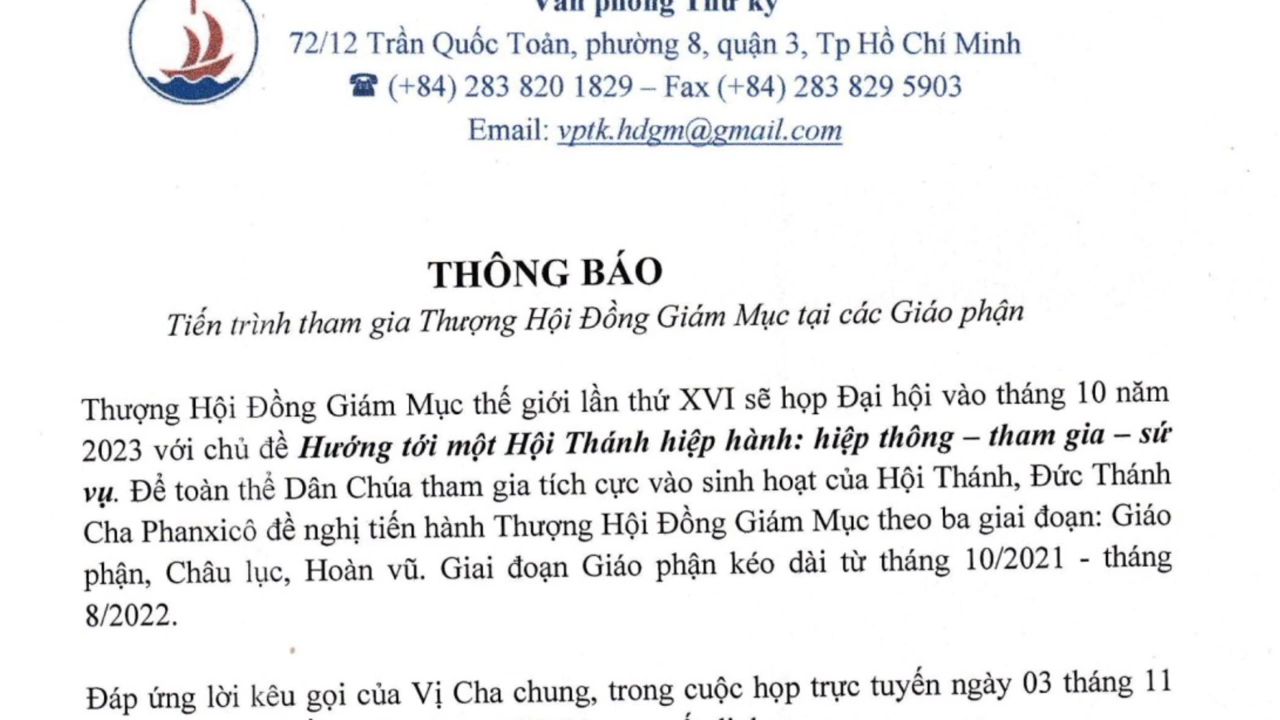 Văn phòng Thư ký
72/12 Trần Quốc Toản, phường 8, quận 3, Tp Hồ Chí Minh
☎ (+84) 283 820 1829 – Fax (+84) 283 829 5903
Email: vptk.hdgm@gmail.com
THÔNG BÁO
Tiến trình tham gia Thượng Hội Đồng Giám Mục tại các Giáo phận
Thượng Hội Đồng Giám Mục thế giới lần thứ XVI sẽ họp Đại hội vào tháng 10 năm
2023 với chủ đề Hướng tới một Hội Thánh hiệp hành: hiệp thông – tham gia – sứ
vụ. Để toàn thể Dân Chúa tham gia tích cực vào sinh hoạt của Hội Thánh, Đức Thánh
Cha Phanxicô đề nghị tiến hành Thượng Hội Đồng Giám Mục theo ba giai đoạn: Giáo
phận, Châu lục, Hoàn vũ. Giai đoạn Giáo phận kéo dài từ tháng 10/2021 - tháng
8/2022.
Đáp ứng lời kêu gọi của Vị Cha chung, trong cuộc họp trực tuyến ngày 03 tháng 11